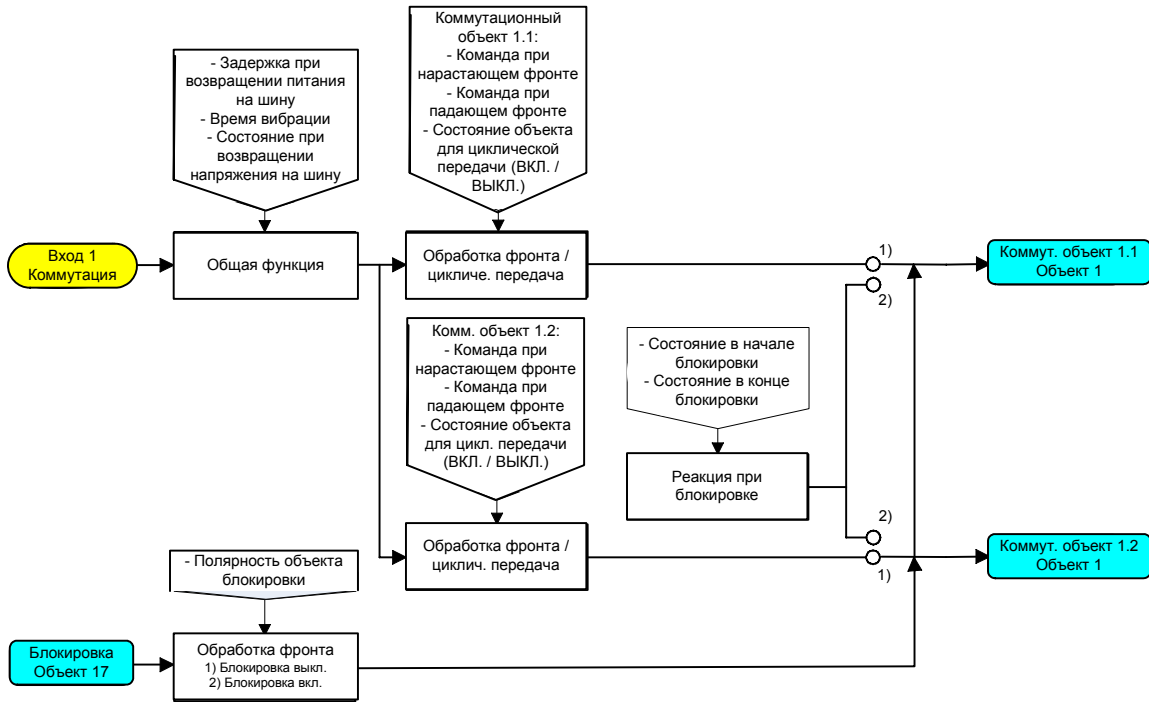 - Задержка при
возвращении питания
на шину
- Время вибрации
- Состояние при
возвращении
напряжения на шину
Коммутационный
объект 1.1:
- Команда при
нарастающем фронте
- Команда при
падающем фронте
- Состояние объекта
для циклической
передачи (ВКЛ. /
ВЫКЛ.)
Вход 1
Коммутация
Общая функция
Обработка фронта /
цикличе. передача
1)
2)
Коммут. объект 1.1
Объект 1
Комм. объект 1.2:
- Команда при
нарастающем фронте
- Команда при
падающем фронте
- Состояние объекта
для цикл. передачи
(ВКЛ. / ВЫКЛ.)
- Состояние в начале
блокировки
- Состояние в конце
блокировки
Реакция при
блокировке
Обработка фронта /
циклич. передача
2)
1)
Коммут. объект 1.2
Объект 1
- Полярность объекта
блокировки
Блокировка
Объект 17
Обработка фронта
1) Блокировка выкл.
2) Блокировка вкл.